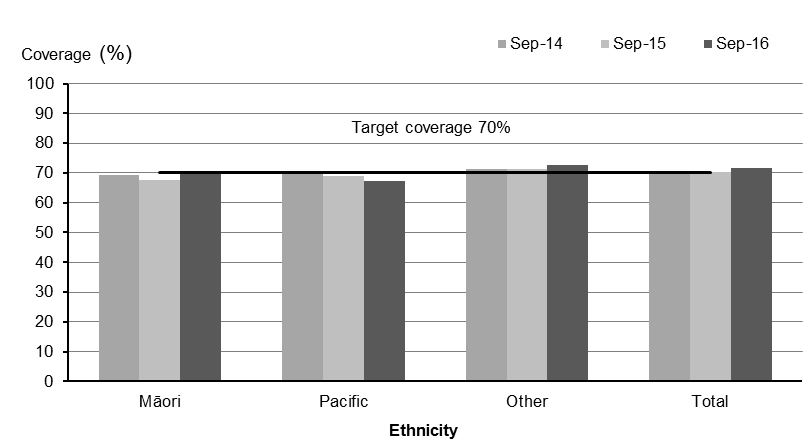 Sep-14 Sep-15 Sep-16
Coverage (%)
100
90
Target coverage 70%
80
70
60
50
40
30
20
10
0
Māori Pacific Other Total
Ethnicity